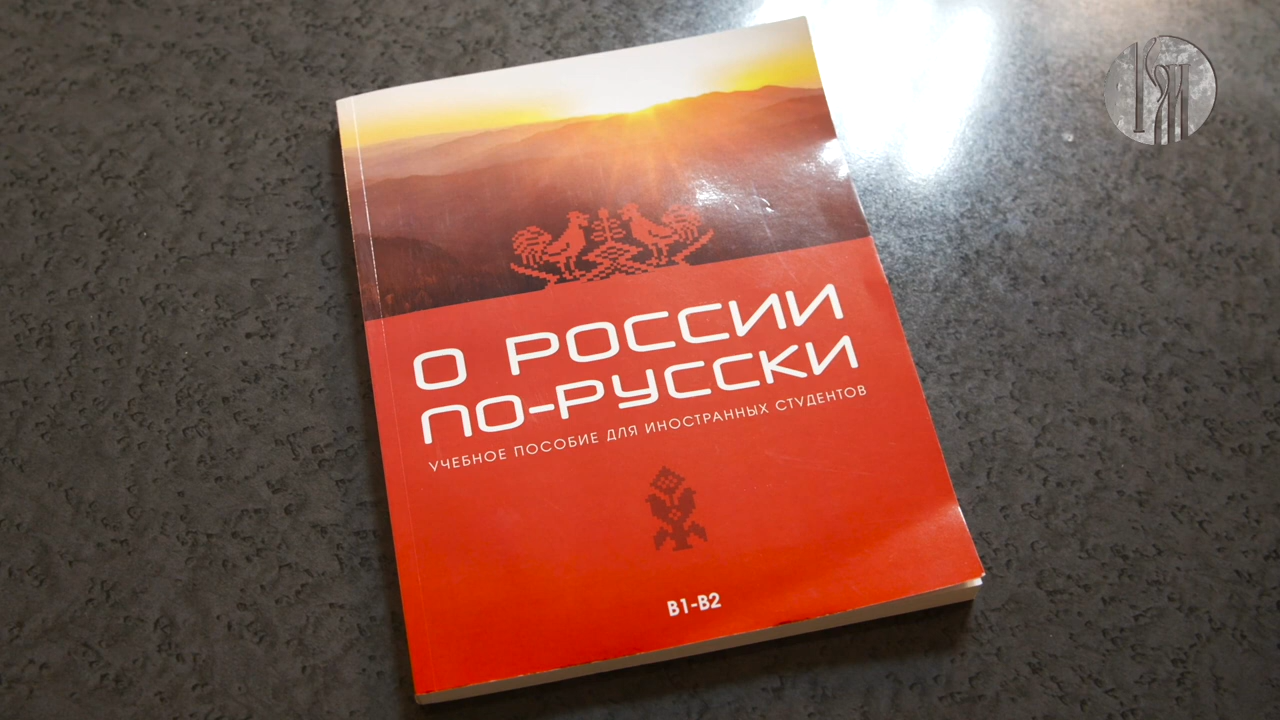 О РОССИИ
ПО-РУССКИ
УЧЕБНОЕ ПОСОБИЕ ДЛЯ ИНОСТРАННЫХ СТУДЕНТОВ
B1-B2